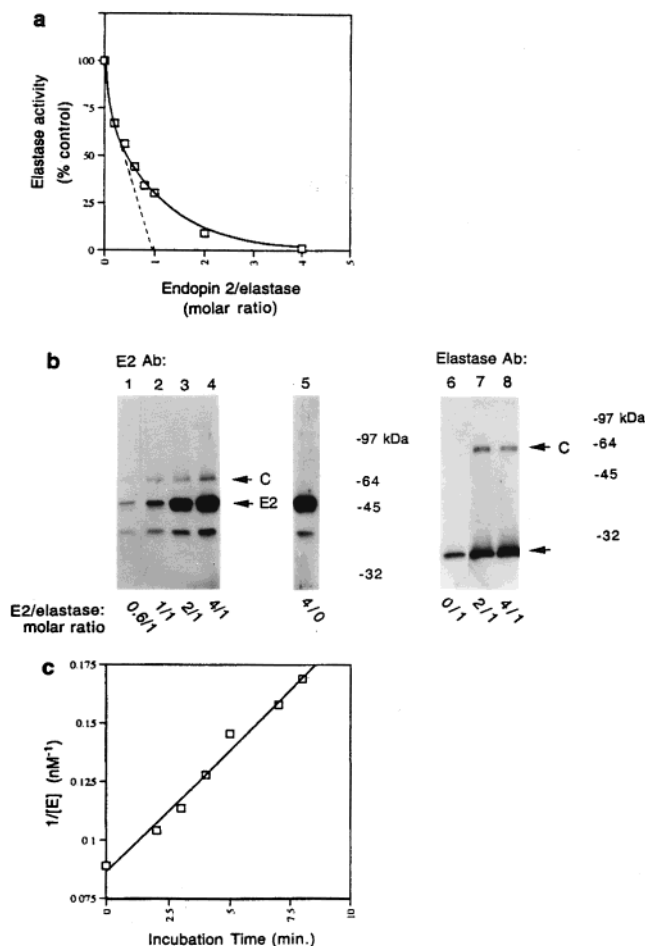 a
Elastase activity
(% control)
100
75
50
25
0
0 1 2 3 4 5
Endopin 2/elastase
(molar ratio)
b
E2 Ab:
1 2 3 4 5
C
E2
-97 kDa
-64
-45
-32
E2/elastase:
molar ratio
0.6/1 1/1 2/1 4/1 4/0
Elastase Ab:
6 7 8
-97 kDa
-64
C
-45
-32
0/1 2/1 4/1
c
1/[E] (nM⁻¹)
0.175
0.15
0.125
0.1
0.075
0 2.5 5 7.5 10
Incubation Time (min.)